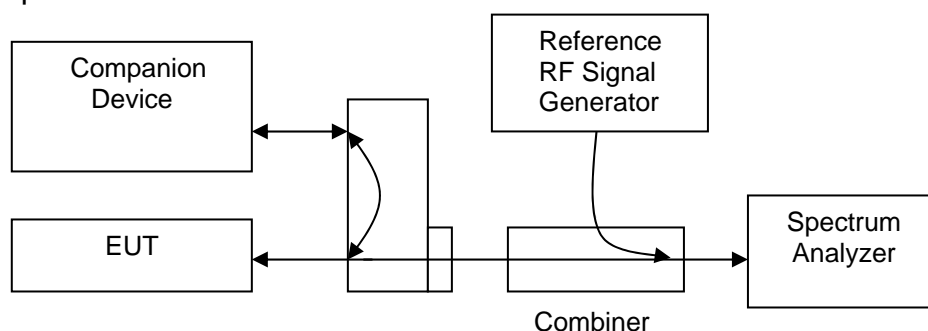 Companion
Device
Reference
RF Signal
Generator
EUT
Spectrum
Analyzer
Combiner